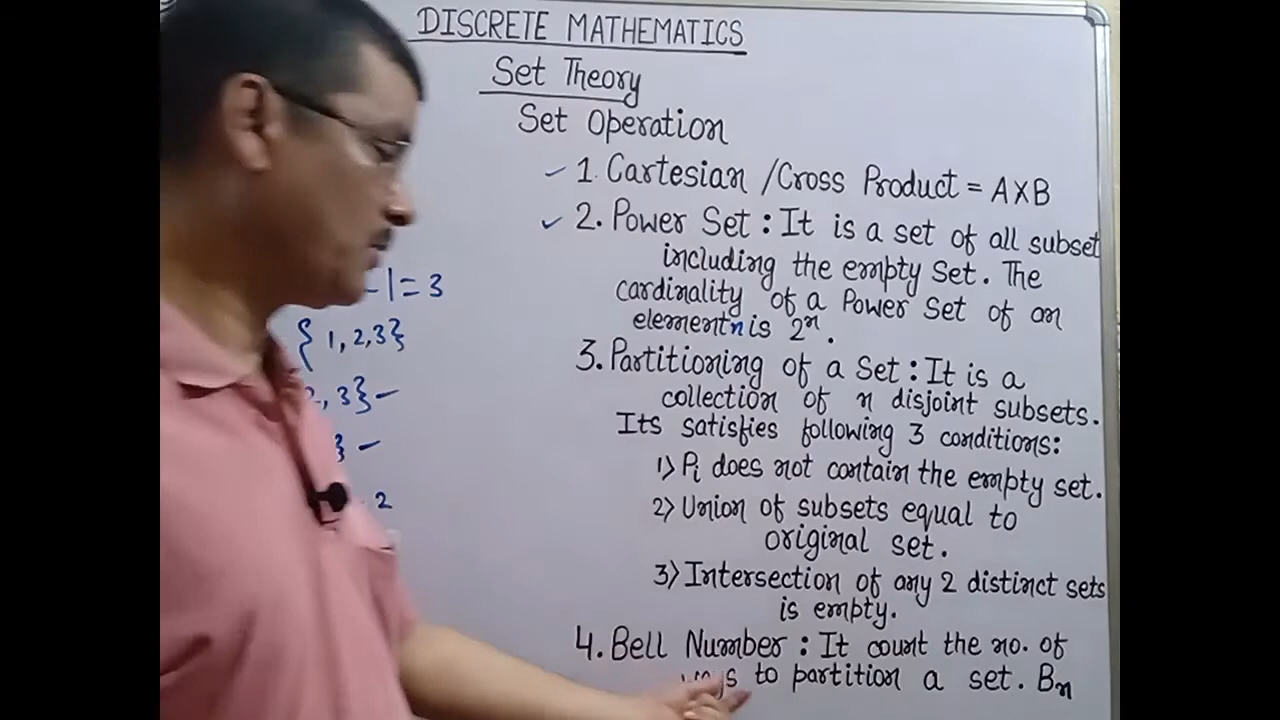 DISCRETE MATHEMATICS
Set Theory
Set Operation
1. Cartesian /Cross Product = A×B
2. Power Set : It is a set of all subset
including the empty set. The
cardinality of a Power Set of an
element n is 2ⁿ.
3. Partitioning of a Set : It is a
collection of n disjoint subsets.
Its satisfies following 3 conditions:
1) Pi does not contain the empty set.
2) Union of subsets equal to
original set.
3) Intersection of any 2 distinct sets
is empty.
4. Bell Number : It count the no. of
to partition a set. Bn
-1 = 3
{ 1, 2, 3}
, 3} -
} -
2